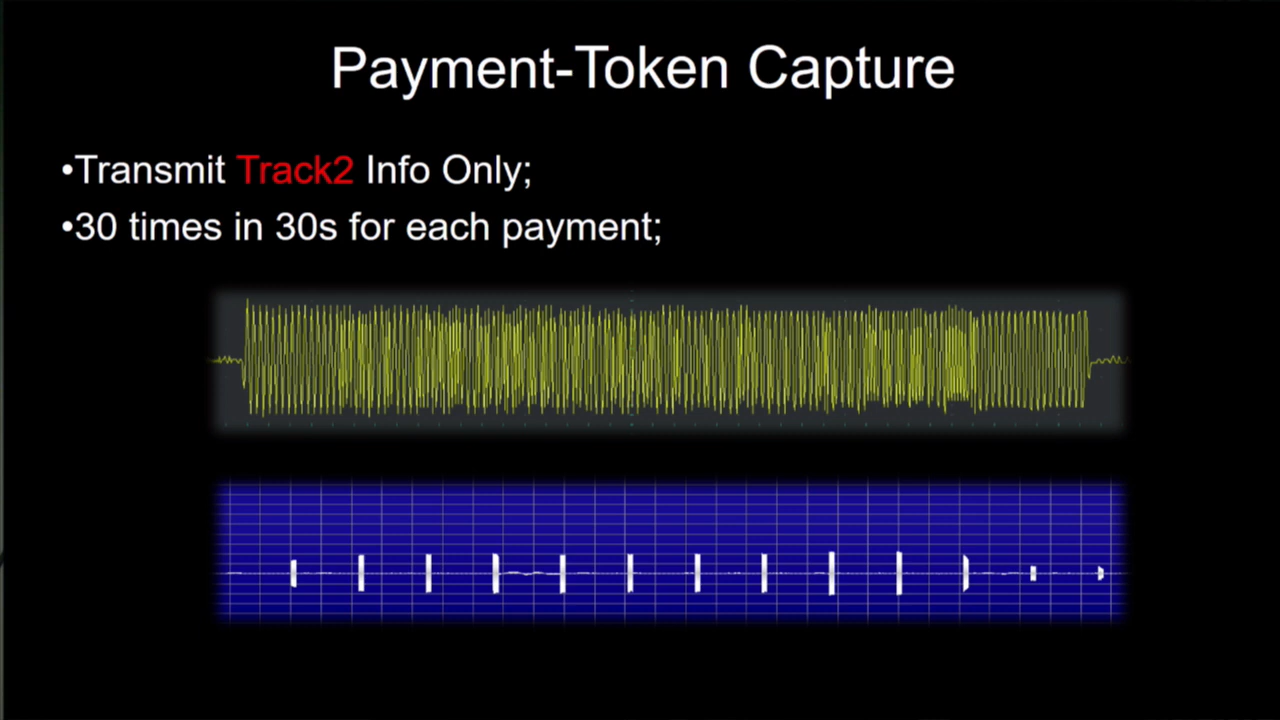 Payment-Token Capture
•Transmit Track2 Info Only;
•30 times in 30s for each payment;